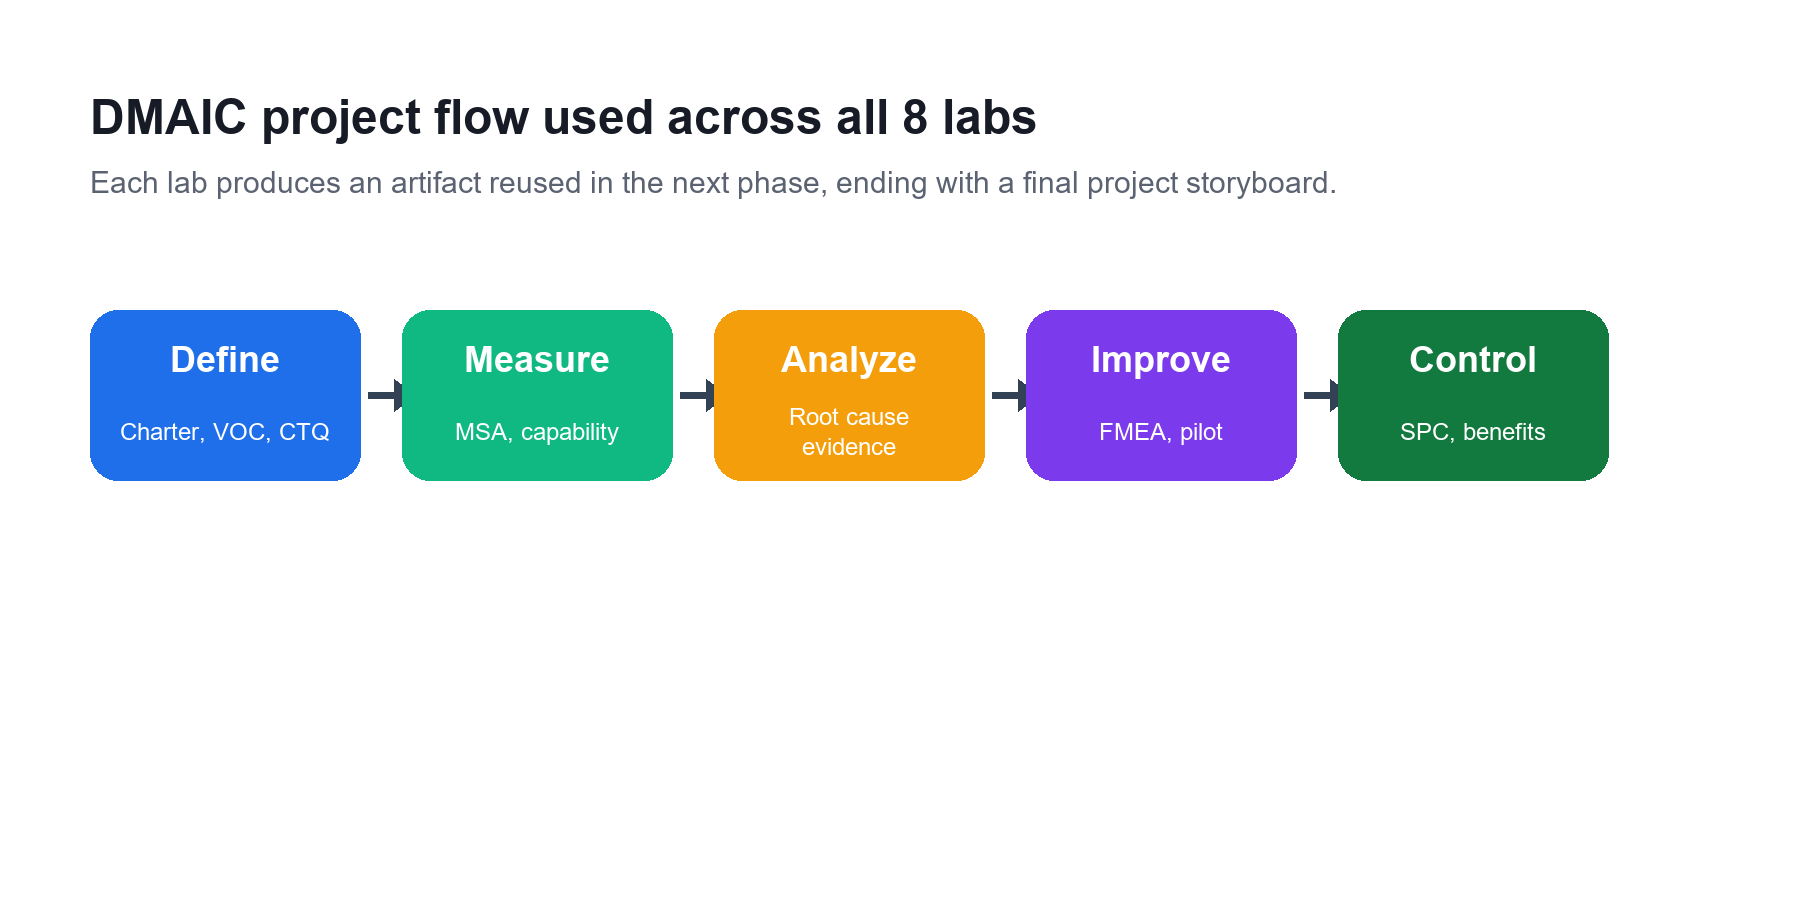 DMAIC project flow used across all 8 labs
Each lab produces an artifact reused in the next phase, ending with a final project storyboard.
Define
Charter, VOC, CTQ
Measure
MSA, capability
Analyze
Root cause
evidence
Improve
FMEA, pilot
Control
SPC, benefits